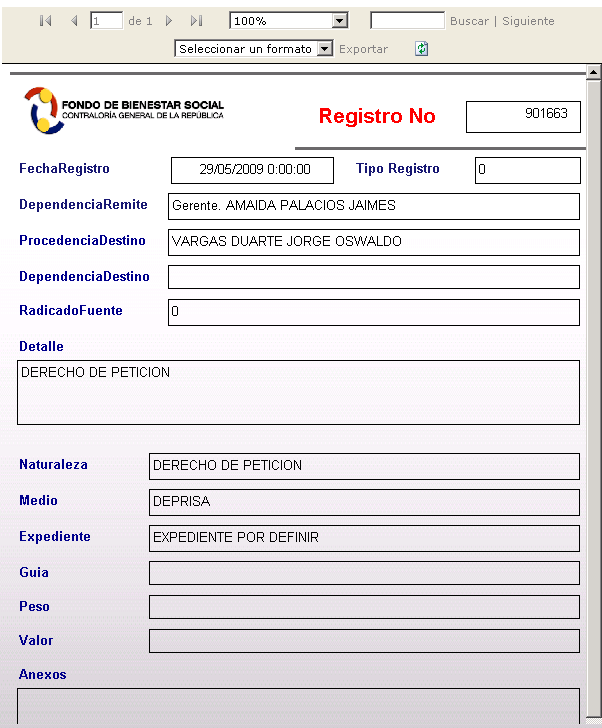 1 de 1 100% Buscar | Siguiente
Seleccionar un formato Exportar
FONDO DE BIENESTAR SOCIAL
CONTRALORÍA GENERAL DE LA REPÚBLICA
Registro No 901663
FechaRegistro 29/05/2009 0:00:00 Tipo Registro 0
DependenciaRemite Gerente. AMAIDA PALACIOS JAIMES
ProcedenciaDestino VARGAS DUARTE JORGE OSWALDO
DependenciaDestino
RadicadoFuente 0
Detalle
DERECHO DE PETICION
Naturaleza DERECHO DE PETICION
Medio DEPRISA
Expediente EXPEDIENTE POR DEFINIR
Guia
Peso
Valor
Anexos